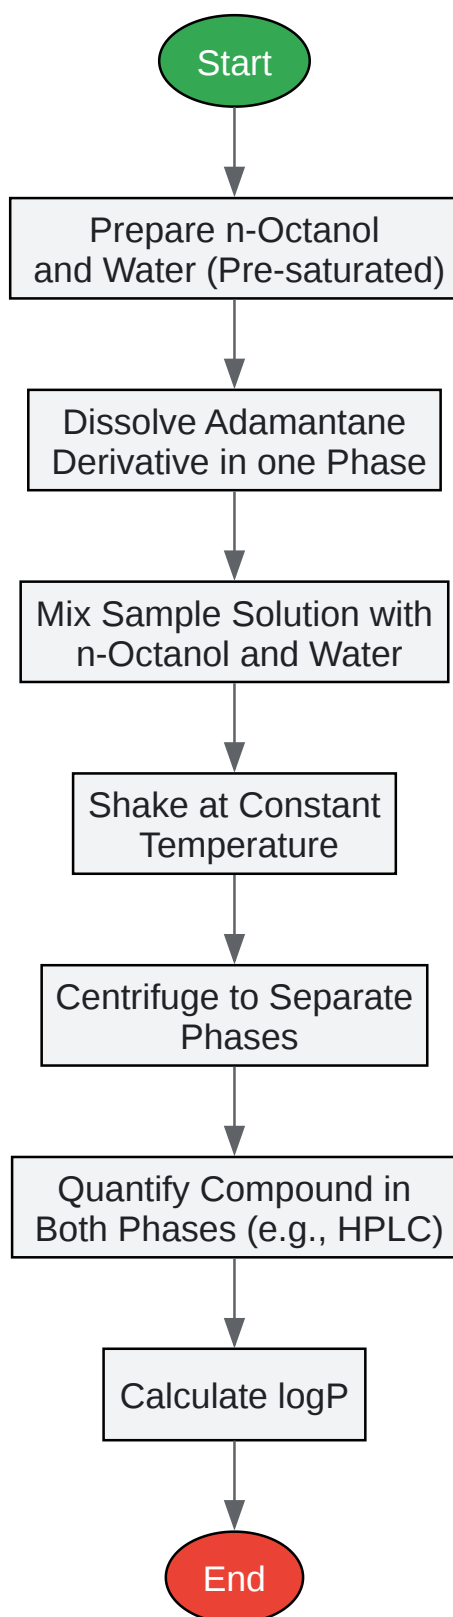 Start
Prepare n-Octanol
and Water (Pre-saturated)
Dissolve Adamantane
Derivative in one Phase
Mix Sample Solution with
n-Octanol and Water
Shake at Constant
Temperature
Centrifuge to Separate
Phases
Quantify Compound in
Both Phases (e.g., HPLC)
Calculate logP
End